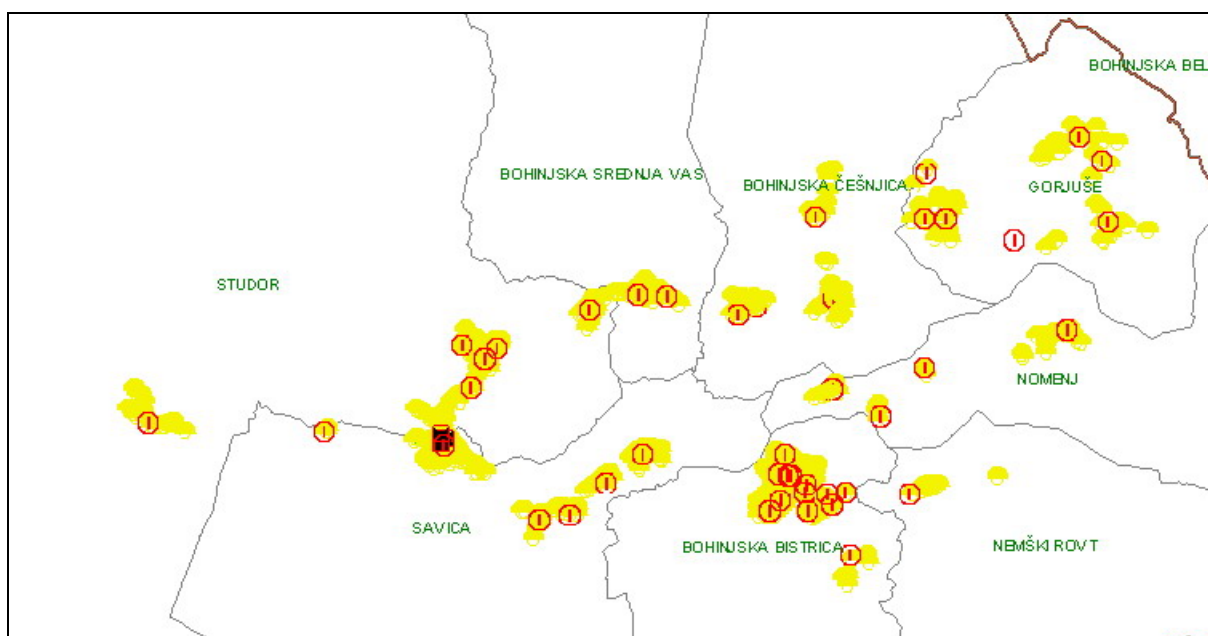 BOHINJSKA BEL
BOHINJSKA SREDNJA VAS
BOHINJSKA ČEŠNJICA
GORJUŠE
STUDOR
NOMENJ
SAVICA
BOHINJSKA BISTRICA
NEMŠKI ROVT